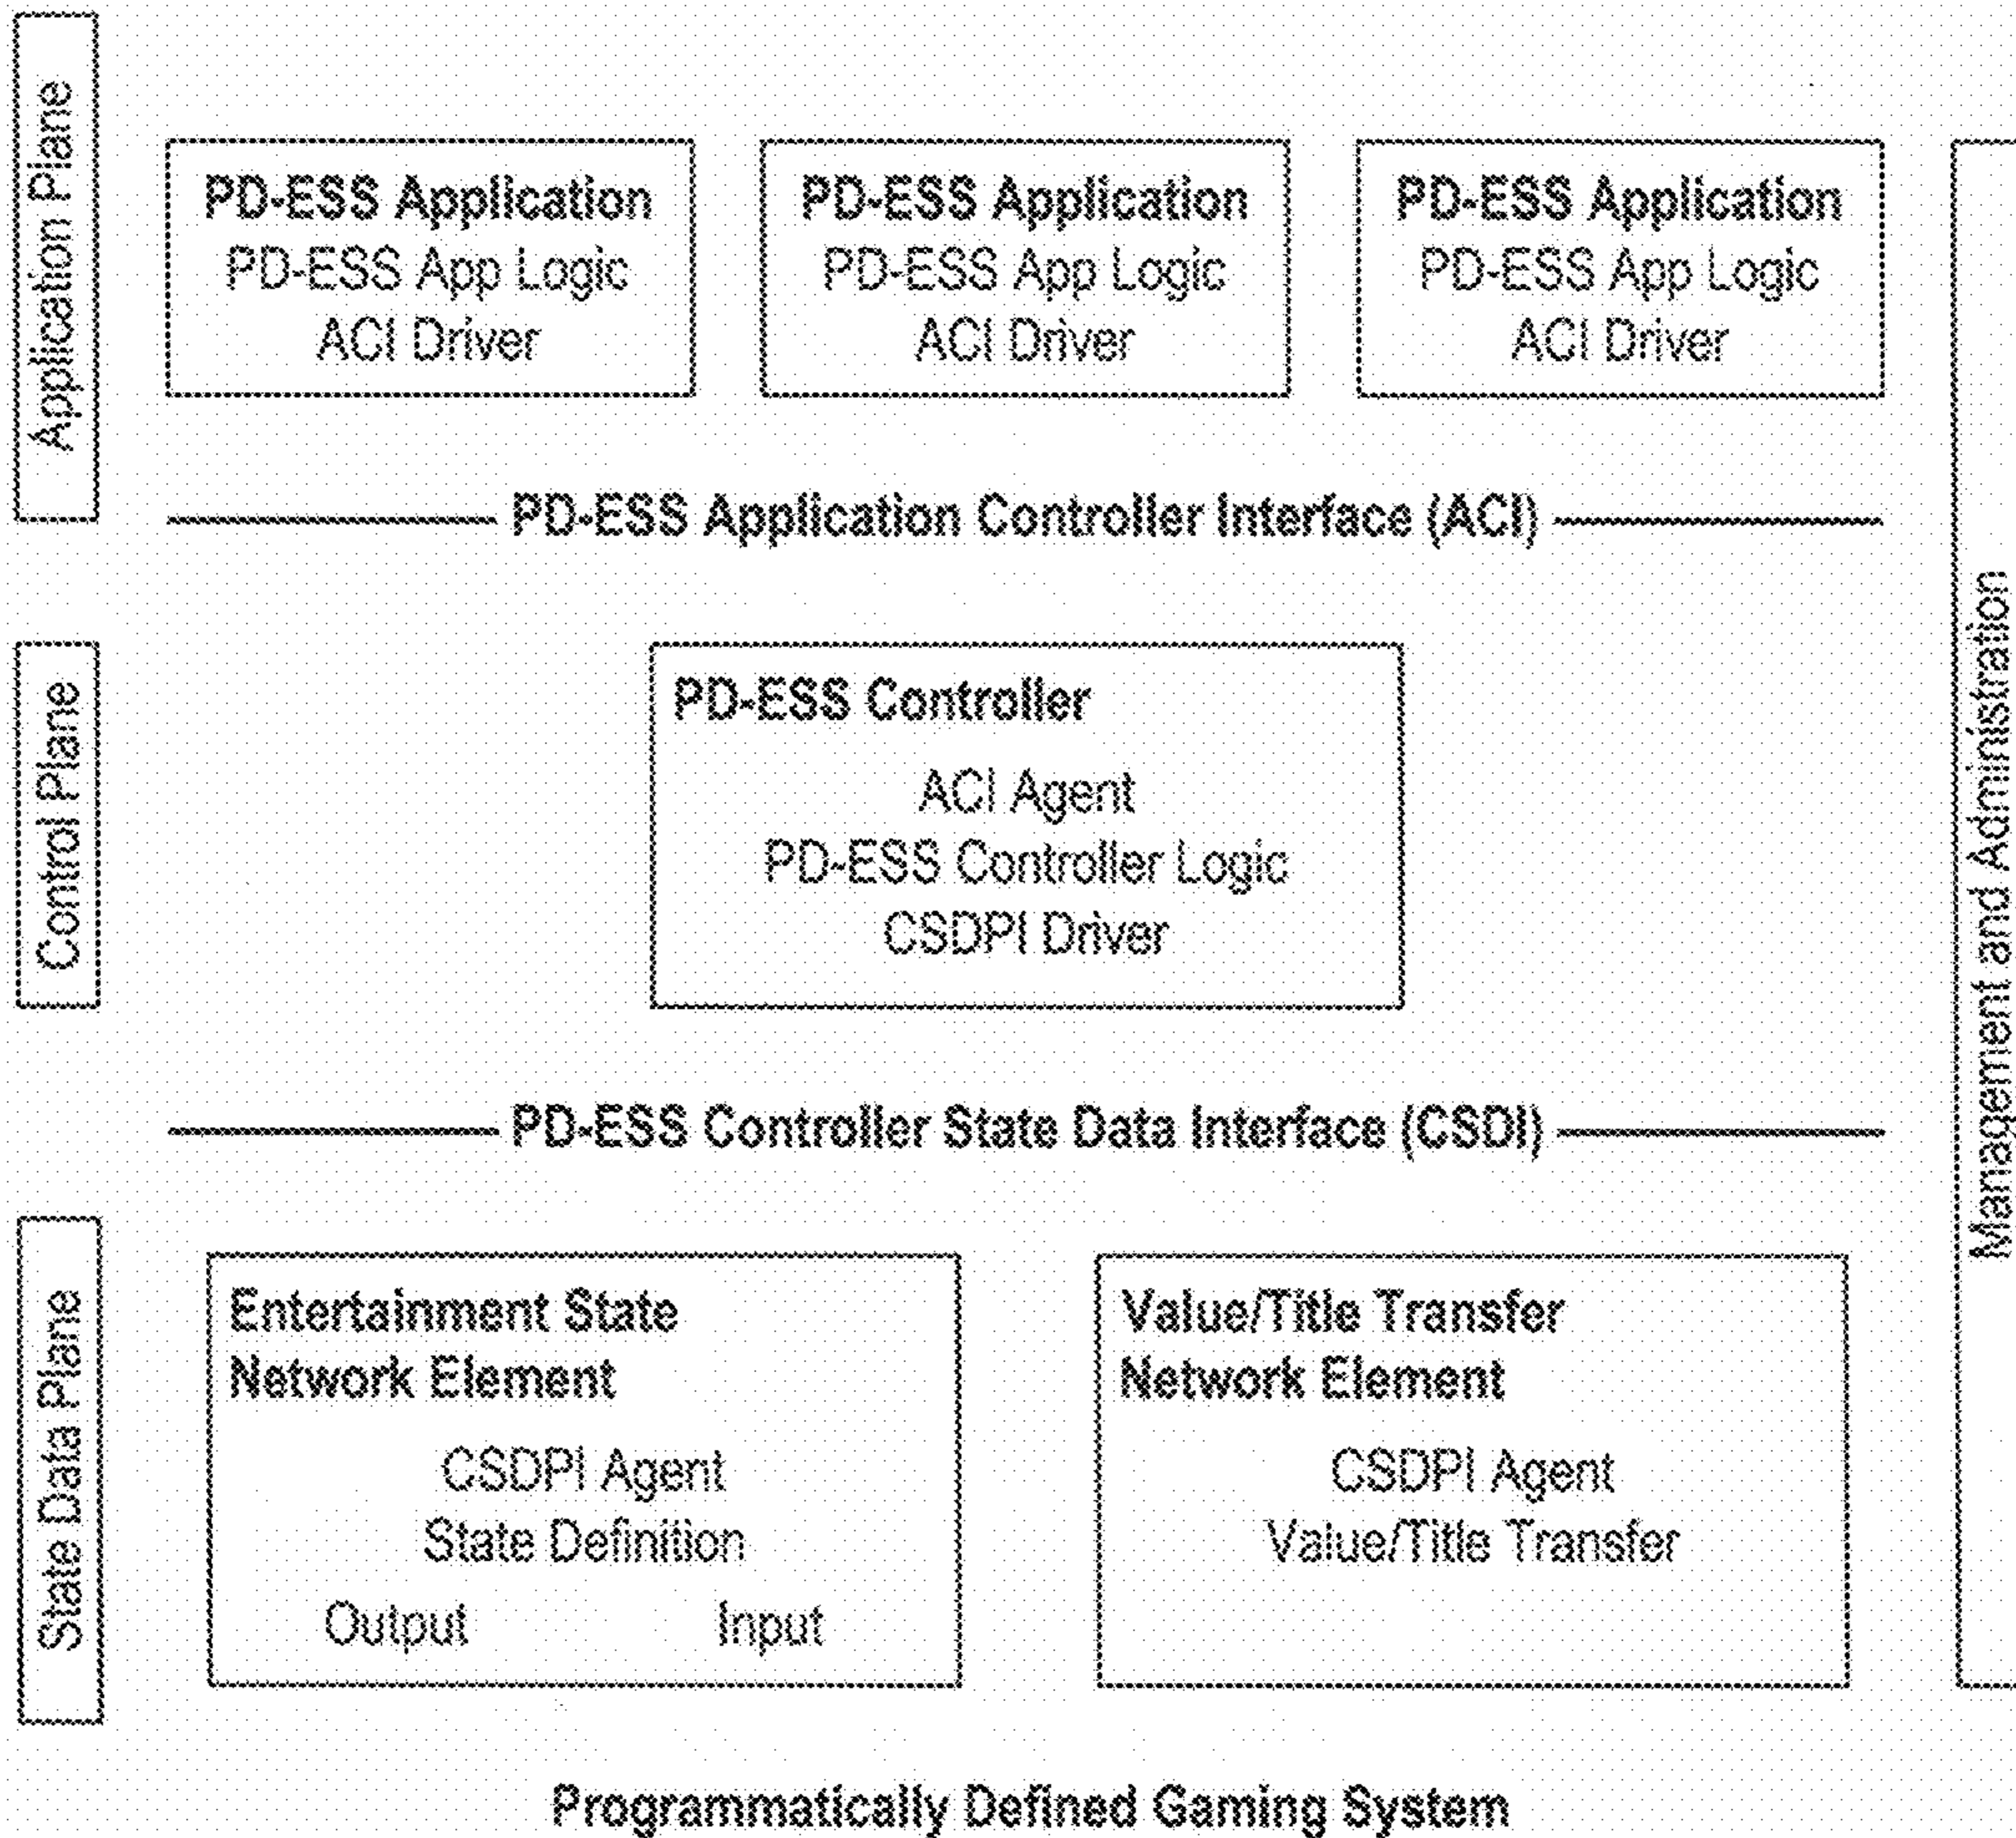 Application Plane
PD-ESS Application
PD-ESS App Logic
ACI Driver
PD-ESS Application
PD-ESS App Logic
ACI Driver
PD-ESS Application
PD-ESS App Logic
ACI Driver
PD-ESS Application Controller Interface (ACI)
Control Plane
PD-ESS Controller
ACI Agent
PD-ESS Controller Logic
CSDPI Driver
Management and Administration
PD-ESS Controller State Data Interface (CSDI)
State Data Plane
Entertainment State
Network Element
CSDPI Agent
State Definition
Output Input
Value/Title Transfer
Network Element
CSDPI Agent
Value/Title Transfer
Programmatically Defined Gaming System